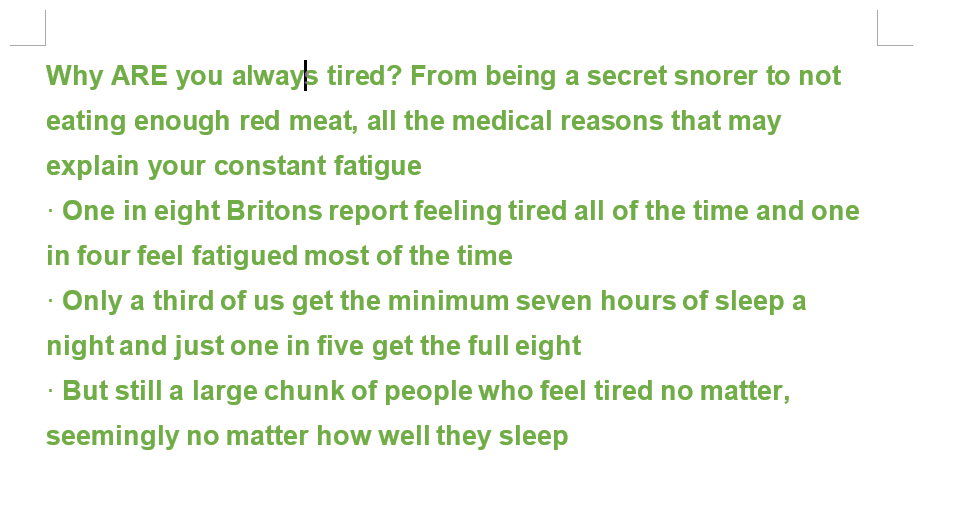 Why ARE you always tired? From being a secret snorer to not
eating enough red meat, all the medical reasons that may
explain your constant fatigue
· One in eight Britons report feeling tired all of the time and one
in four feel fatigued most of the time
· Only a third of us get the minimum seven hours of sleep a
night and just one in five get the full eight
· But still a large chunk of people who feel tired no matter,
seemingly no matter how well they sleep